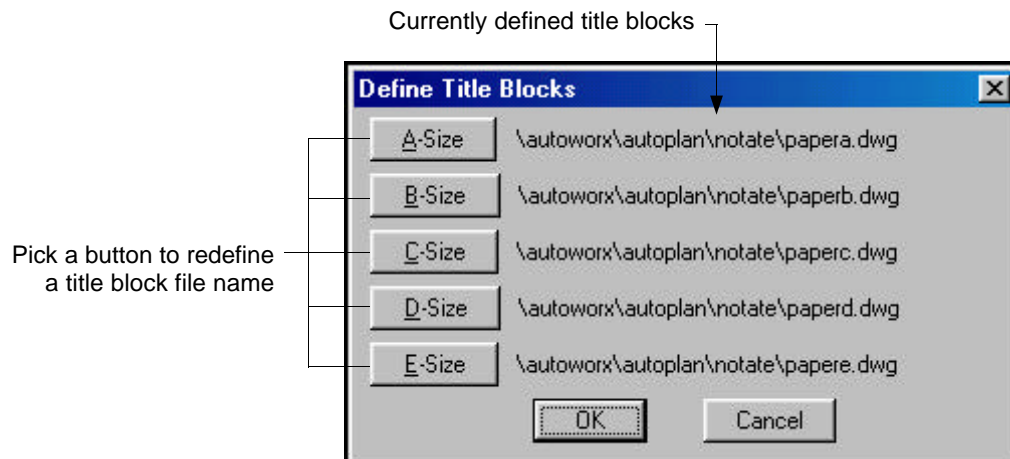 Currently defined title blocks
Define Title Blocks
A-Size \autoworx\autoplan\notate\papera.dwg
B-Size \autoworx\autoplan\notate\paperb.dwg
C-Size \autoworx\autoplan\notate\paperc.dwg
Pick a button to redefine
a title block file name
D-Size \autoworx\autoplan\notate\paperd.dwg
E-Size \autoworx\autoplan\notate\papere.dwg
OK Cancel